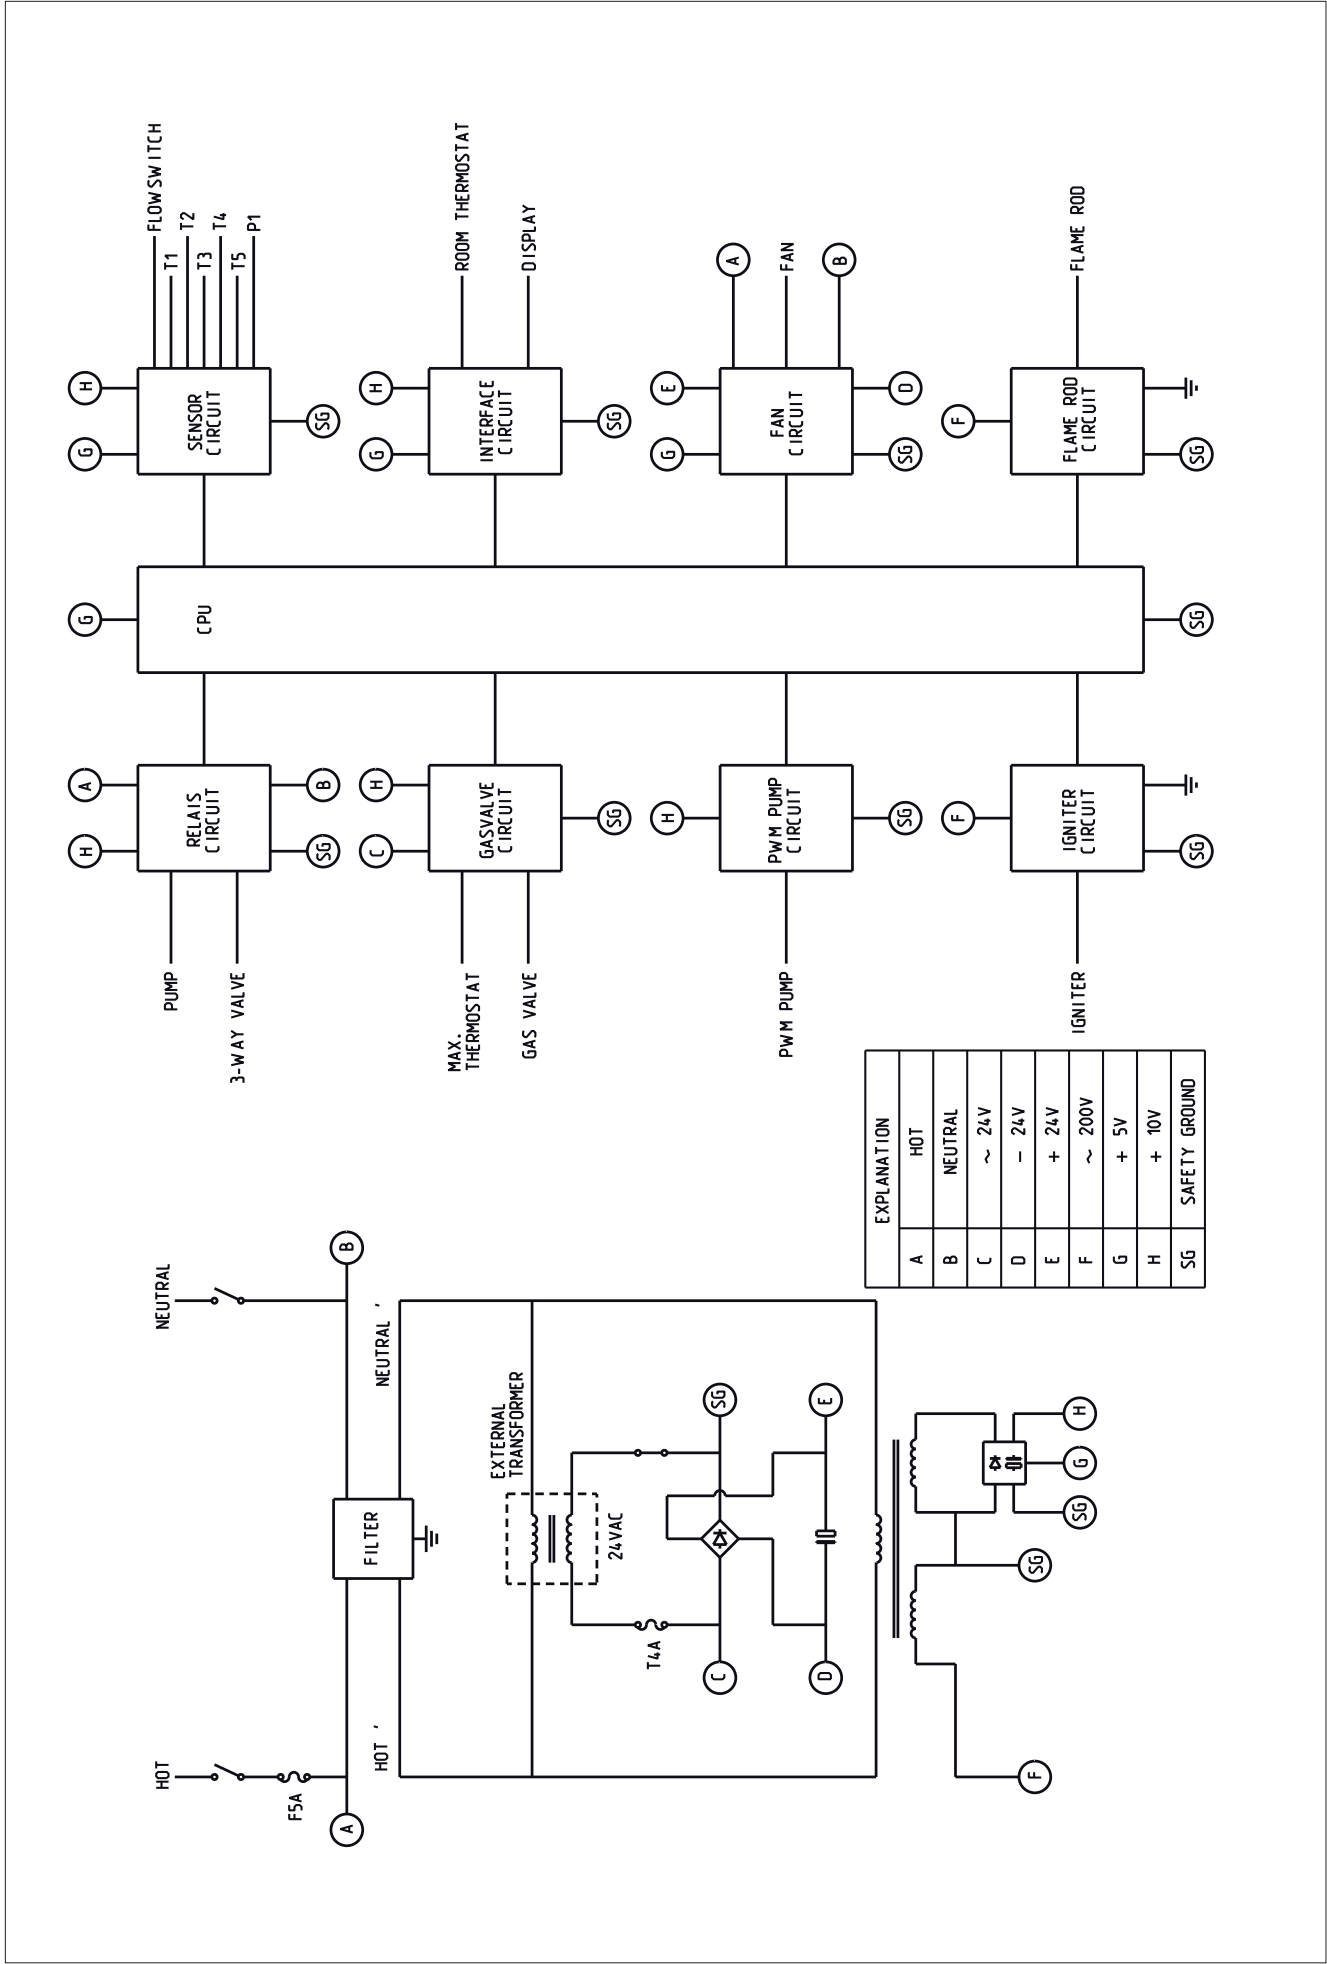 HOT
F5A
A
HOT '
FILTER
NEUTRAL
B
NEUTRAL '
EXTERNAL
TRANSFORMER
24VAC
T4A
C
SG
D
E
F
SG
SG
G
H
EXPLANATION
A HOT
B NEUTRAL
C ~ 24V
D - 24V
E + 24V
F ~ 200V
G + 5V
H + 10V
SG SAFETY GROUND
PUMP
3-WAY VALVE
H
A
RELAIS
CIRCUIT
SG
B
MAX.
THERMOSTAT
GAS VALVE
C
H
GASVALVE
CIRCUIT
SG
PWM PUMP
H
PWM PUMP
CIRCUIT
SG
IGNITER
F
IGNITER
CIRCUIT
SG
G
CPU
SG
G
H
SENSOR
CIRCUIT
SG
FLOWSWITCH
T1
T2
T3
T4
T5
P1
G
H
INTERFACE
CIRCUIT
SG
ROOM THERMOSTAT
DISPLAY
G
E
FAN
CIRCUIT
SG
D
A
FAN
B
F
FLAME ROD
CIRCUIT
SG
FLAME ROD